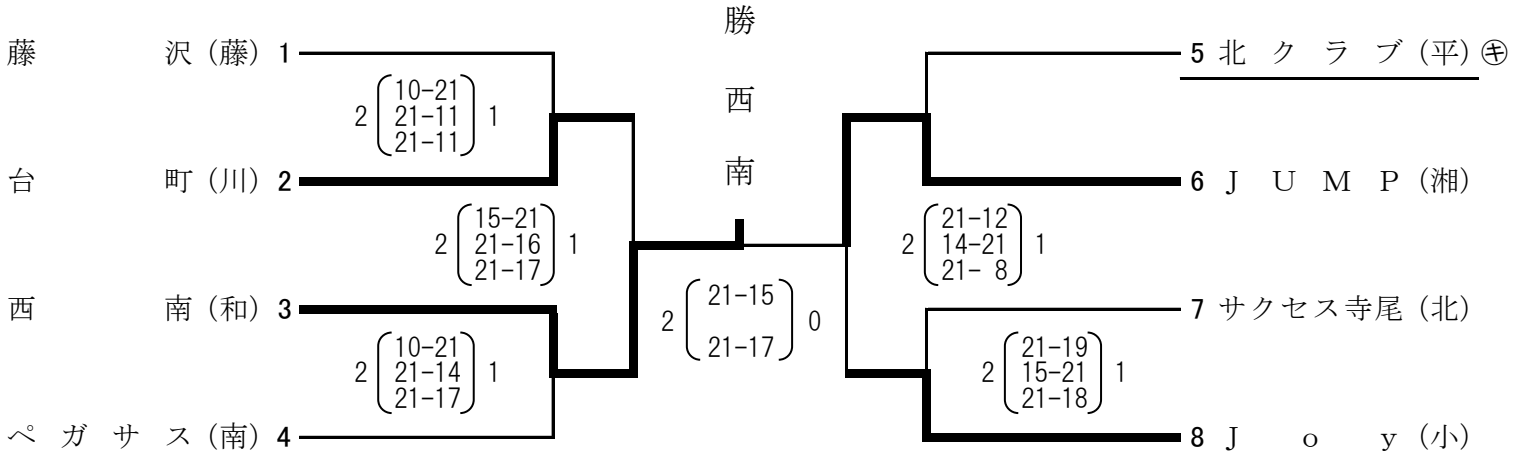 勝
西
南
藤沢（藤）1
2 10-21 21-11 21-11 1
台町（川）2
2 15-21 21-16 21-17 1
西南（和）3
2 10-21 21-14 21-17 1
ペガサス（南）4
2 21-15 21-17 0
5 北クラブ（平）㋖
6 ＪＵＭＰ（湘）
2 21-12 14-21 21- 8 1
7 サクセス寺尾（北）
2 21-19 15-21 21-18 1
8 Ｊｏｙ（小）